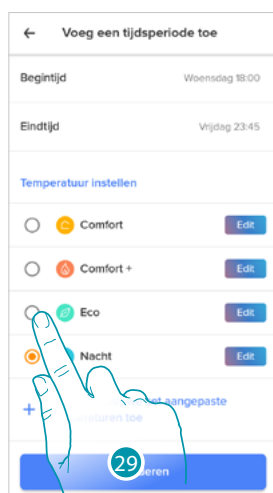 Voeg een tijdsperiode toe
Begintijd Woensdag 18:00
Eindtijd Vrijdag 23:45
Temperatuur instellen
Comfort Edit
Comfort + Edit
Eco Edit
Nacht Edit
+ aangepaste
toe
29